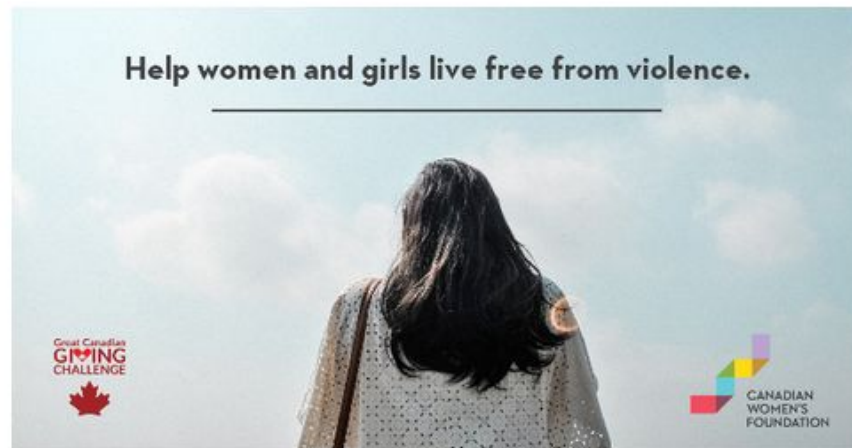 Help women and girls live free from violence.
Great Canadian
GIVING
CHALLENGE
CANADIAN
WOMEN'S
FOUNDATION